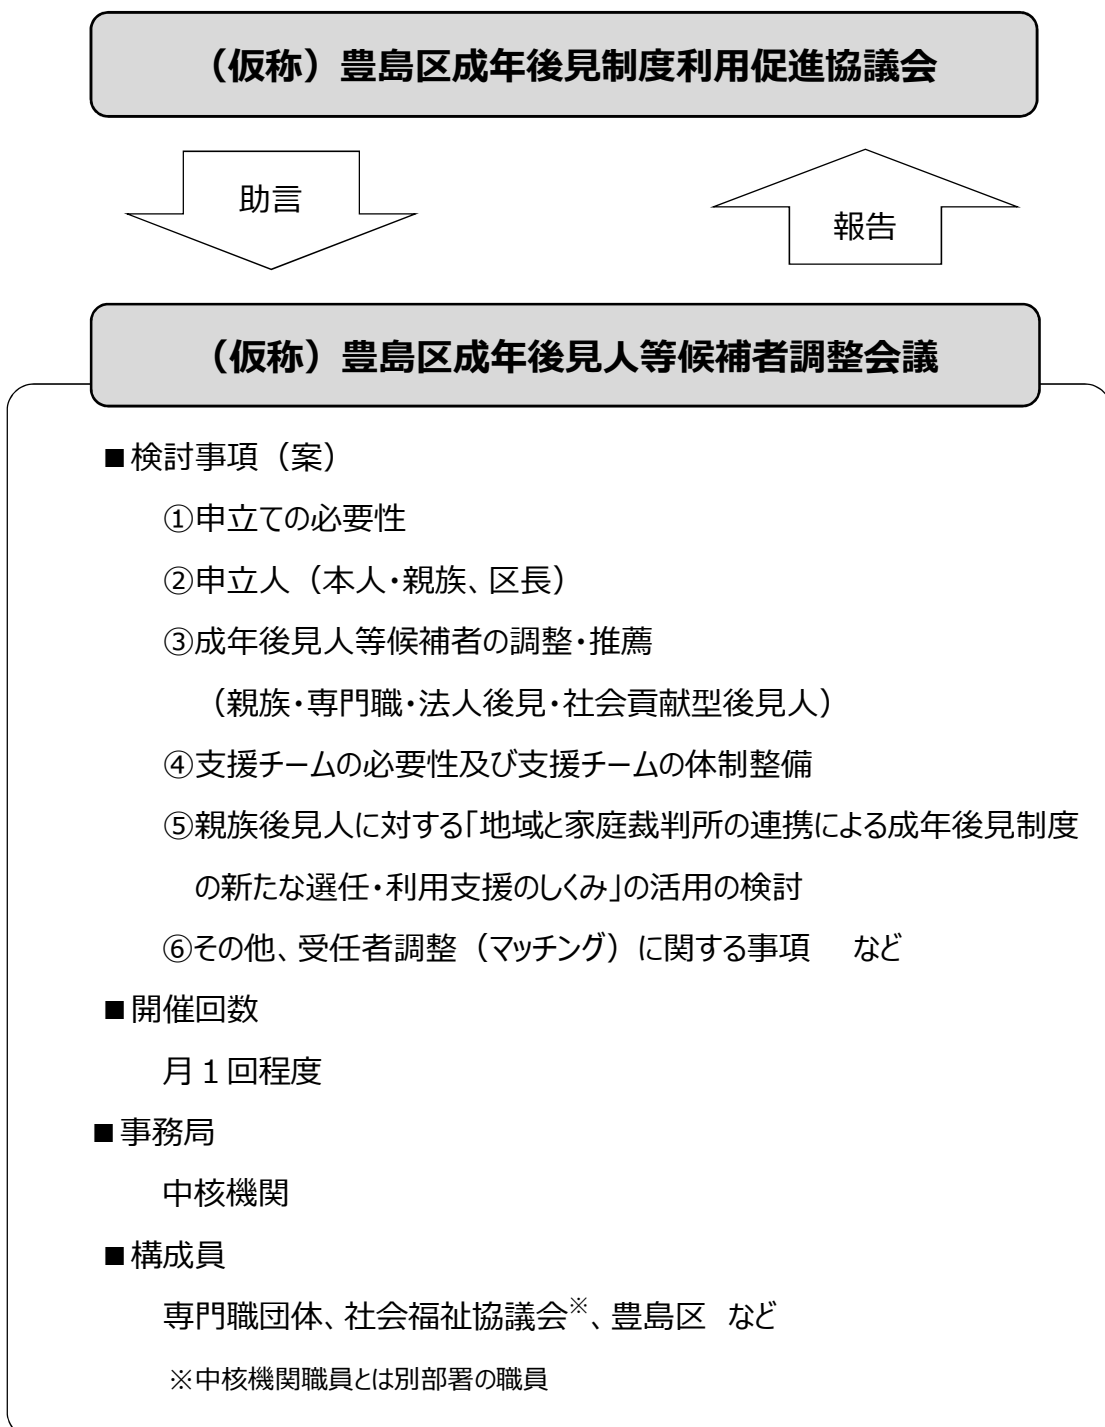 （仮称）豊島区成年後見制度利用促進協議会
助言
報告
（仮称）豊島区成年後見人等候補者調整会議
■検討事項（案）
①申立ての必要性
②申立人（本人・親族、区長）
③成年後見人等候補者の調整・推薦
（親族・専門職・法人後見・社会貢献型後見人）
④支援チームの必要性及び支援チームの体制整備
⑤親族後見人に対する「地域と家庭裁判所の連携による成年後見制度
の新たな選任・利用支援のしくみ」の活用の検討
⑥その他、受任者調整（マッチング）に関する事項　など
■開催回数
月１回程度
■事務局
中核機関
■構成員
専門職団体、社会福祉協議会※、豊島区　など
※中核機関職員とは別部署の職員